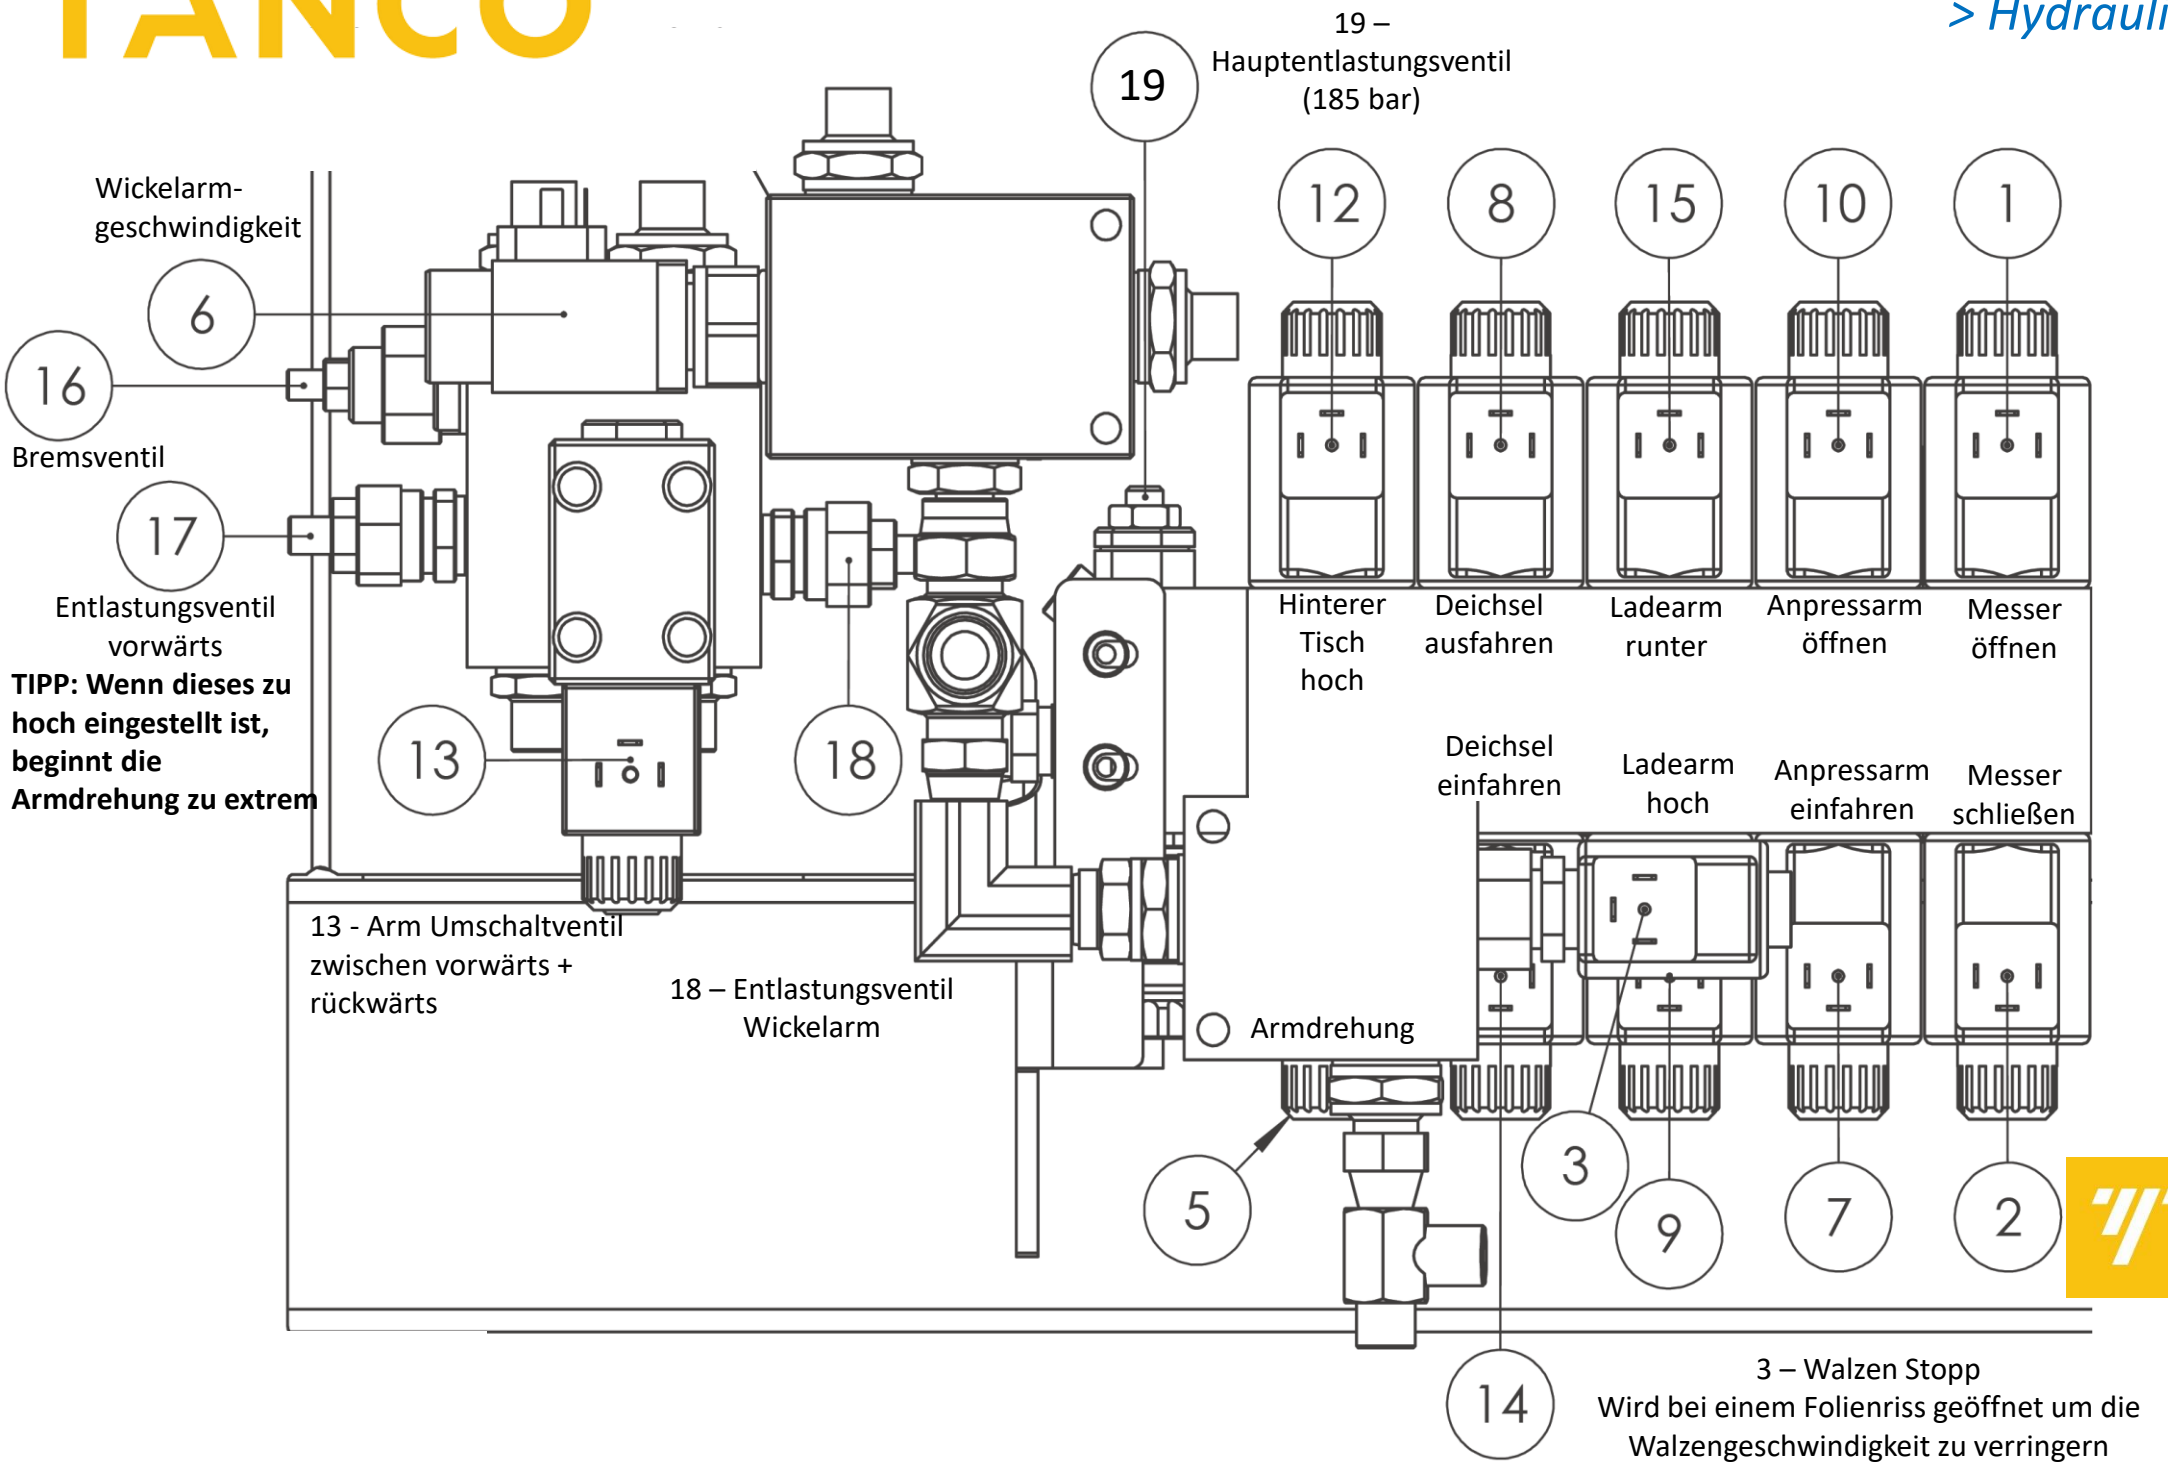 TANCO
> Hydrauli
19 –
Hauptentlastungsventil
(185 bar)
19
12
8
15
10
1
Wickelarm-
geschwindigkeit
6
16
Bremsventil
17
Entlastungsventil
vorwärts
TIPP: Wenn dieses zu
hoch eingestellt ist,
beginnt die
Armdrehung zu extrem
13
18
Hinterer
Tisch
hoch
Deichsel
ausfahren
Ladearm
runter
Anpressarm
öffnen
Messer
öffnen
Deichsel
einfahren
Ladearm
hoch
Anpressarm
einfahren
Messer
schließen
13 - Arm Umschaltventil
zwischen vorwärts +
rückwärts
18 – Entlastungsventil
Wickelarm
Armdrehung
5
3
9
7
2
14
3 – Walzen Stopp
Wird bei einem Folienriss geöffnet um die
Walzengeschwindigkeit zu verringern